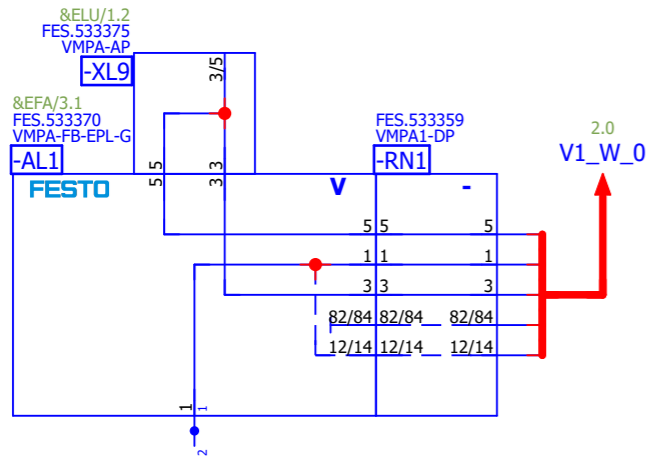 &ELU/1.2
FES.533375
VMPA-AP
-XL9
3/5
&EFA/3.1
FES.533370
VMPA-FB-EPL-G
-AL1
5 5
3 3
FES.533359
VMPA1-DP
-RN1
2.0
V1_W_0
FESTO
V
-
5 5 5
1 1 1
3 3 3
82/84 82/84 82/84
12/14 12/14 12/14
1 1
2